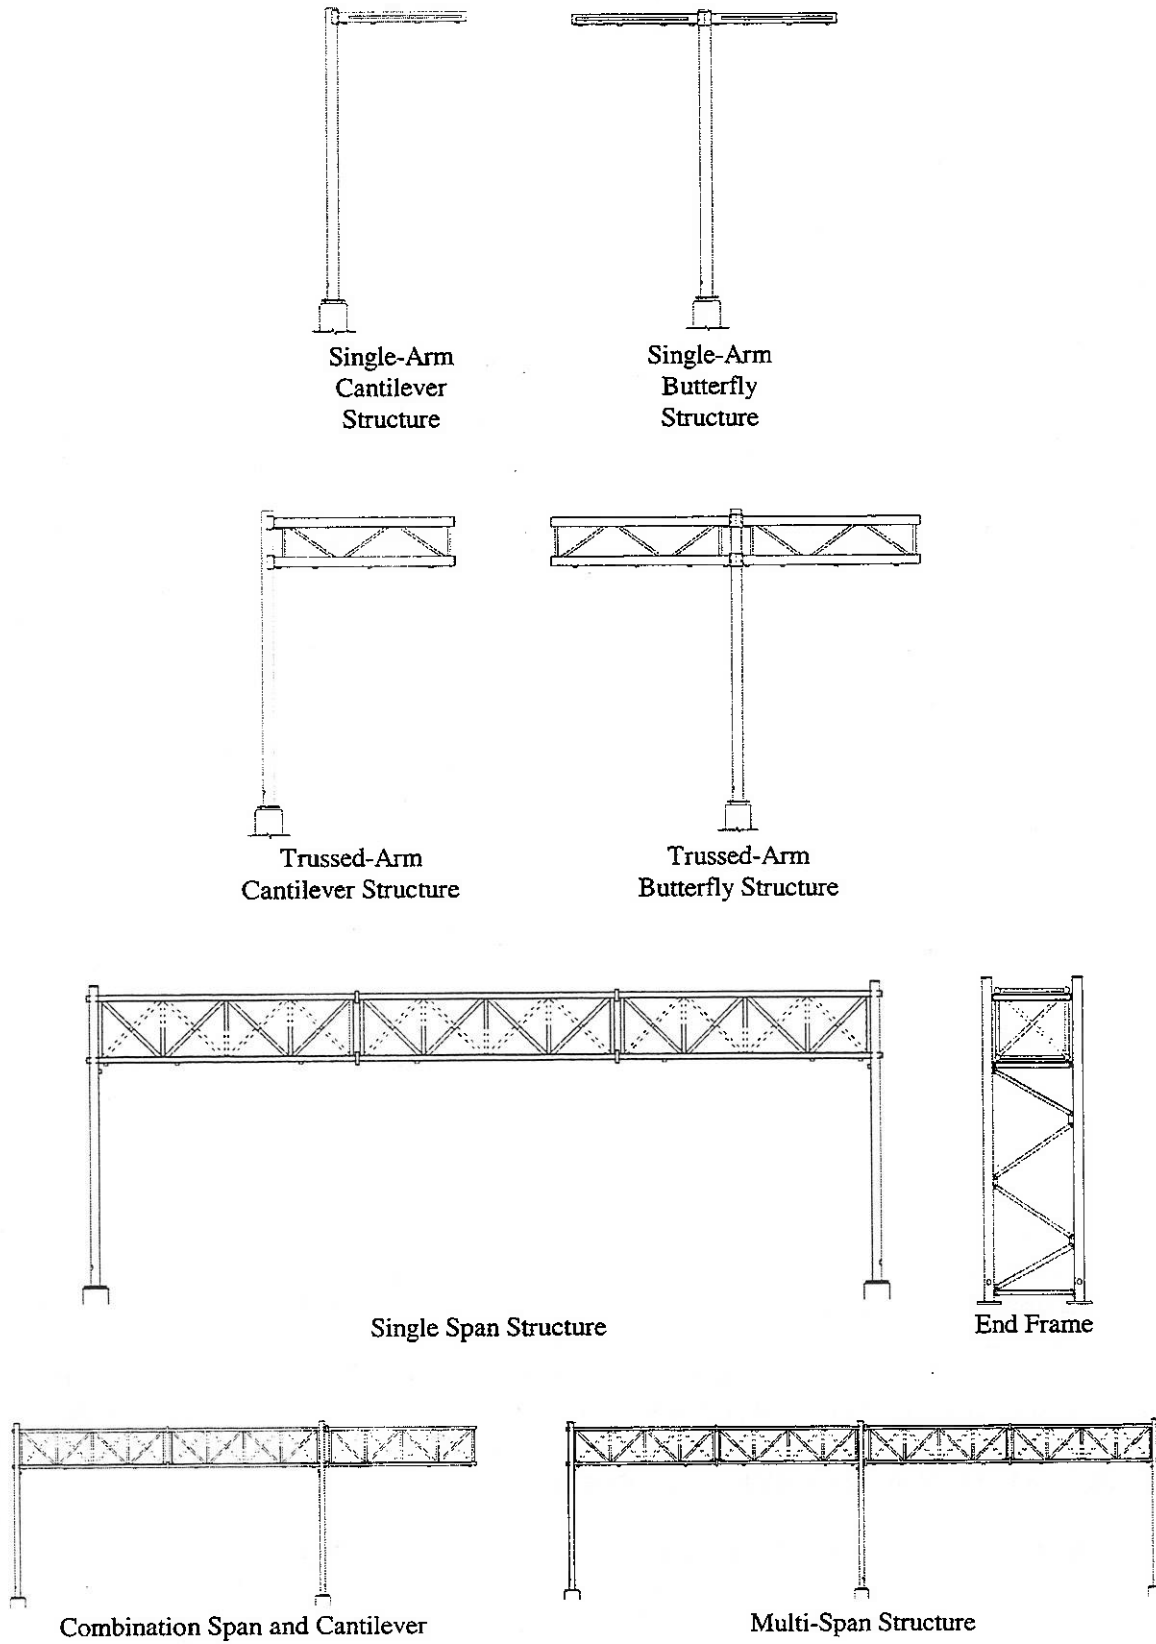 Single-Arm
Cantilever
Structure
Single-Arm
Butterfly
Structure
Trussed-Arm
Cantilever Structure
Trussed-Arm
Butterfly Structure
Single Span Structure
End Frame
Combination Span and Cantilever
Multi-Span Structure